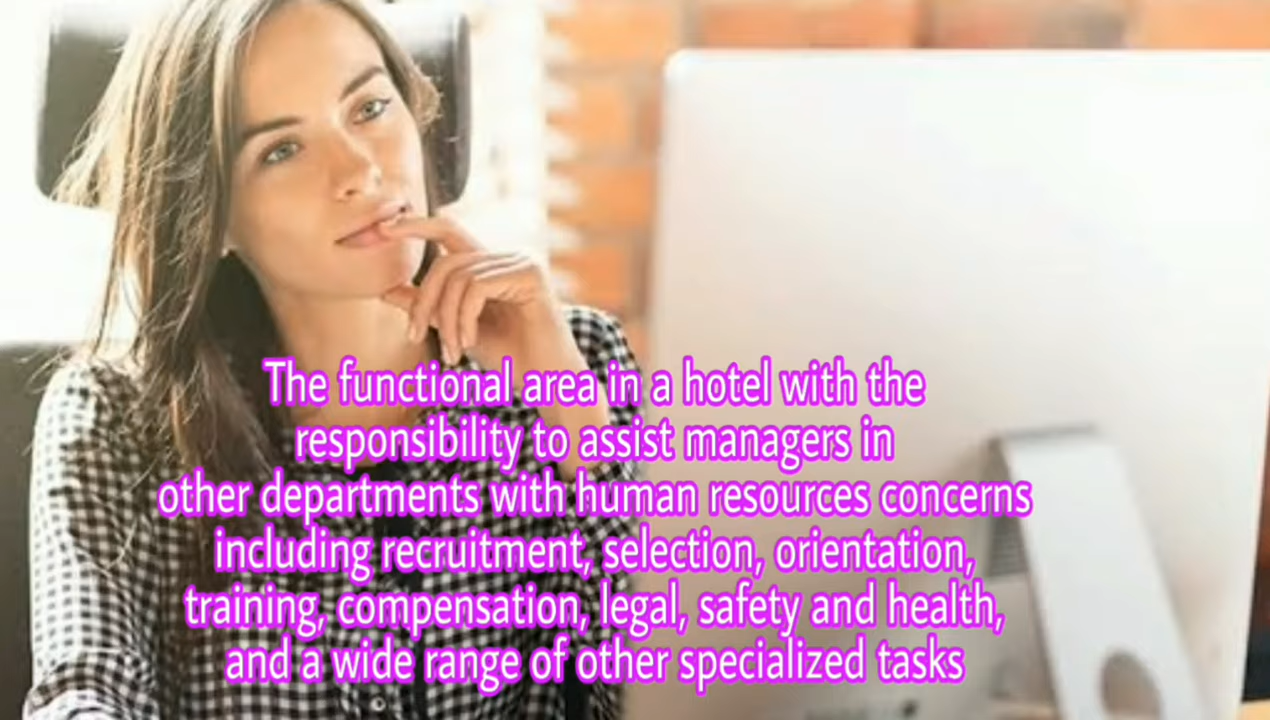 The functional area in a hotel with the
responsibility to assist managers in
other departments with human resources concerns
including recruitment, selection, orientation,
training, compensation, legal, safety and health,
and a wide range of other specialized tasks